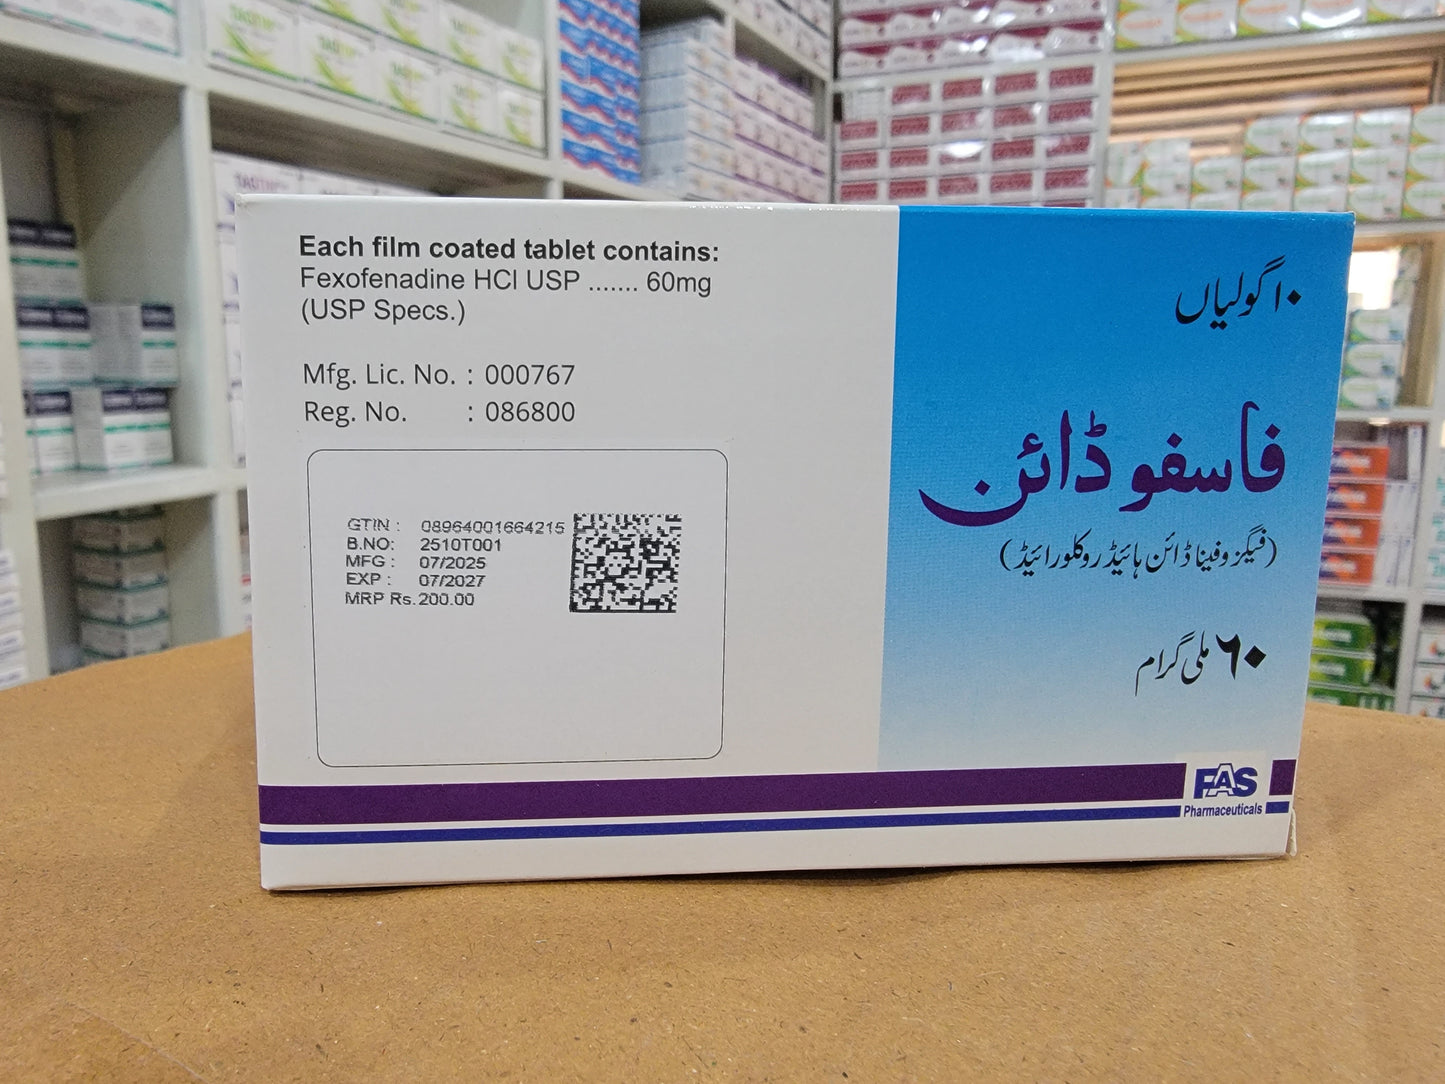 Each film coated tablet contains:
Fexofenadine HCl USP ....... 60mg
(USP Specs.)
Mfg. Lic. No. : 000767
Reg. No. : 086800
GTIN : 08964001664215
B.NO: 2510T001
MFG : 07/2025
EXP : 07/2027
MRP Rs.200.00
۱۰ گولیاں
فاسفوڈائن
(فیگزوفیناڈائن ہائیڈروکلورائیڈ)
۶۰ ملی گرام
FAS
Pharmaceuticals